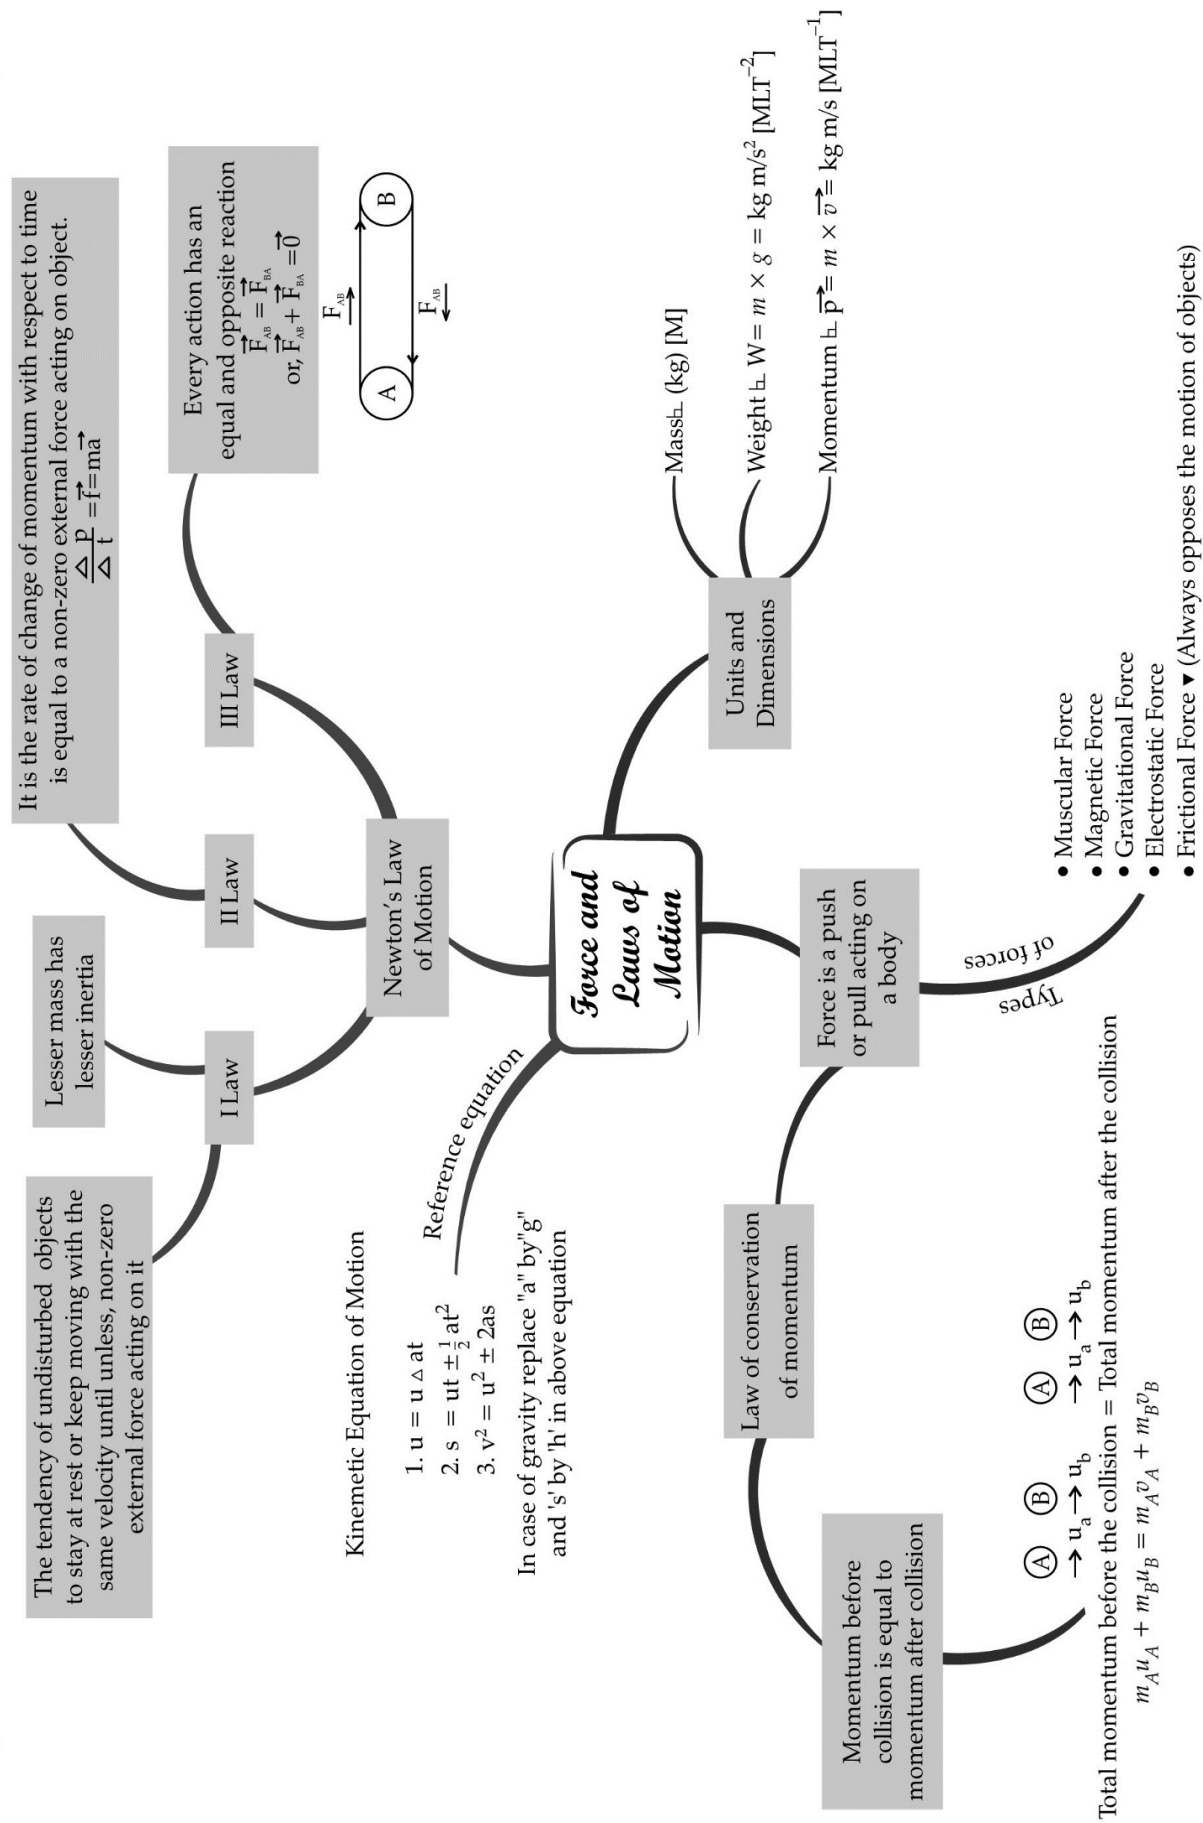 The tendency of undisturbed objects
to stay at rest or keep moving with the
same velocity until unless, non-zero
external force acting on it
Lesser mass has
lesser inertia
It is the rate of change of momentum with respect to time
is equal to a non-zero external force acting on object.
△p/△t = f⃗ = ma⃗
Every action has an
equal and opposite reaction
F⃗_AB = F⃗_BA
or, F⃗_AB + F⃗_BA = 0⃗
F_AB
A B
F_AB
I Law
II Law
III Law
Newton's Law
of Motion
Kinemetic Equation of Motion
1. u = u △ at
2. s = ut ± ½ at²
3. v² = u² ± 2as
In case of gravity replace "a" by"g"
and 's' by 'h' in above equation
Reference equation
Force and
Laws of
Motion
Units and
Dimensions
Mass (kg) [M]
Weight W = m × g = kg m/s² [MLT⁻²]
Momentum p⃗ = m × v⃗ = kg m/s [MLT⁻¹]
Force is a push
or pull acting on
a body
Types of forces
• Muscular Force
• Magnetic Force
• Gravitational Force
• Electrostatic Force
• Frictional Force ▾ (Always opposes the motion of objects)
Law of conservation
of momentum
Momentum before
collision is equal to
momentum after collision
A B A B
→ u_a → u_b → u_a → u_b
Total momentum before the collision = Total momentum after the collision
m_A u_A + m_B u_B = m_A v_A + m_B v_B